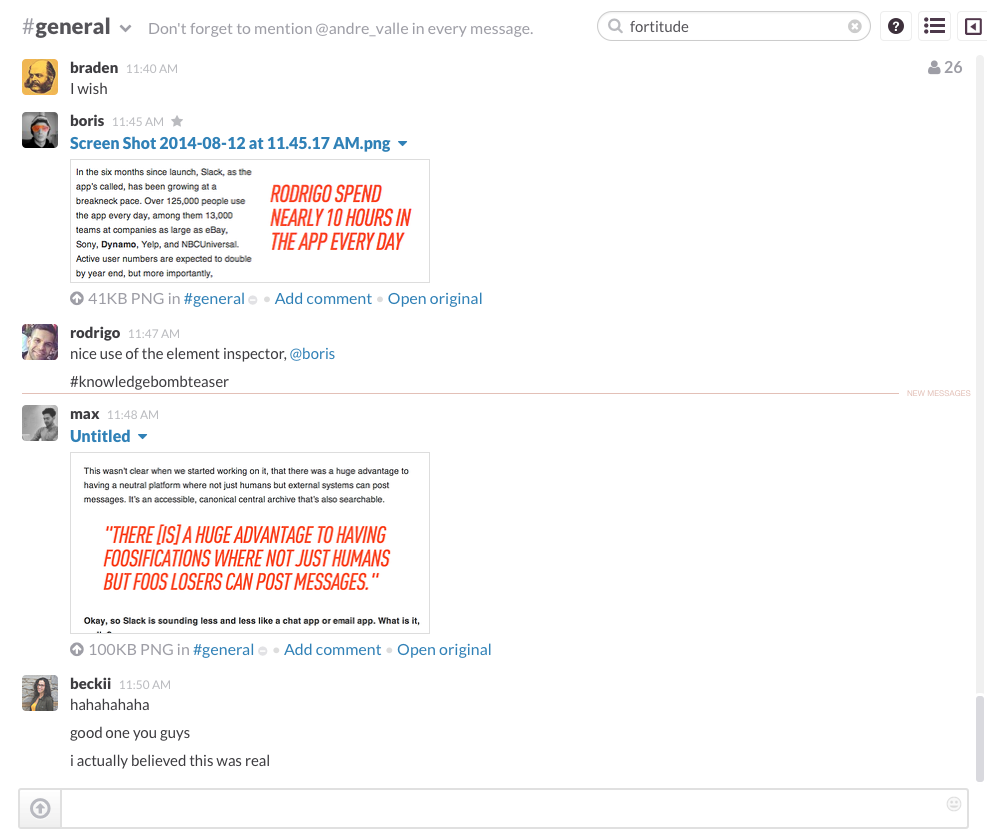 #general
Don't forget to mention @andre_valle in every message.
fortitude
26
braden 11:40 AM
I wish
boris 11:45 AM
Screen Shot 2014-08-12 at 11.45.17 AM.png
In the six months since launch, Slack, as the
app's called, has been growing at a
breakneck pace. Over 125,000 people use
the app every day, among them 13,000
teams at companies as large as eBay,
Sony, Dynamo, Yelp, and NBCUniversal.
Active user numbers are expected to double
by year end, but more importantly,
RODRIGO SPEND
NEARLY 10 HOURS IN
THE APP EVERY DAY
41KB PNG in #general • Add comment • Open original
rodrigo 11:47 AM
nice use of the element inspector, @boris
#knowledgebombteaser
NEW MESSAGES
max 11:48 AM
Untitled
This wasn't clear when we started working on it, that there was a huge advantage to
having a neutral platform where not just humans but external systems can post
messages. It's an accessible, canonical central archive that's also searchable.
"THERE [IS] A HUGE ADVANTAGE TO HAVING
FOOSIFICATIONS WHERE NOT JUST HUMANS
BUT FOOS LOSERS CAN POST MESSAGES."
Okay, so Slack is sounding less and less like a chat app or email app. What is it,
100KB PNG in #general • Add comment • Open original
beckii 11:50 AM
hahahahaha
good one you guys
i actually believed this was real